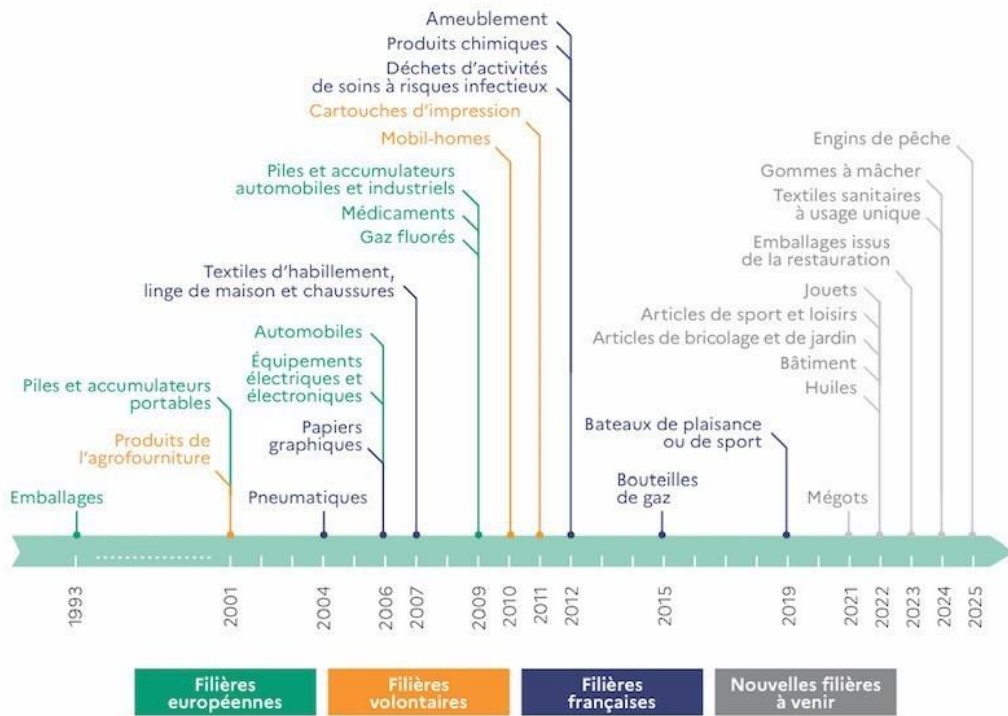 Ameublement
Produits chimiques
Déchets d'activités
de soins à risques infectieux
Cartouches d'impression
Mobil-homes
Piles et accumulateurs
automobiles et industriels
Médicaments
Gaz fluorés
Textiles d'habillement,
linge de maison et chaussures
Automobiles
Équipements
électriques et
électroniques
Piles et accumulateurs
portables
Papiers
graphiques
Produits de
l'agrofourniture
Emballages
Pneumatiques
Engins de pêche
Gommes à mâcher
Textiles sanitaires
à usage unique
Emballages issus
de la restauration
Jouets
Articles de sport et loisirs
Articles de bricolage et de jardin
Bâtiment
Huiles
Bateaux de plaisance
ou de sport
Bouteilles
de gaz
Mégots
1993
2001
2004
2006
2007
2009
2010
2011
2012
2015
2019
2021
2022
2023
2024
2025
Filières
européennes
Filières
volontaires
Filières
françaises
Nouvelles filières
à venir